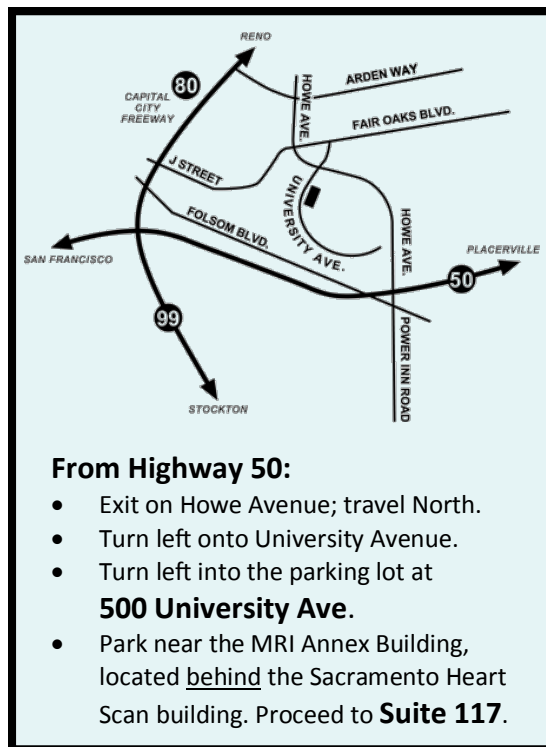 RENO
80
CAPITAL
CITY
FREEWAY
HOWE AVE.
ARDEN WAY
FAIR OAKS BLVD.
J STREET
UNIVERSITY AVE.
FOLSOM BLVD.
HOWE AVE.
SAN FRANCISCO
PLACERVILLE
50
99
POWER INN ROAD
STOCKTON
From Highway 50:
• Exit on Howe Avenue; travel North.
• Turn left onto University Avenue.
• Turn left into the parking lot at
500 University Ave.
• Park near the MRI Annex Building,
located behind the Sacramento Heart
Scan building. Proceed to Suite 117.